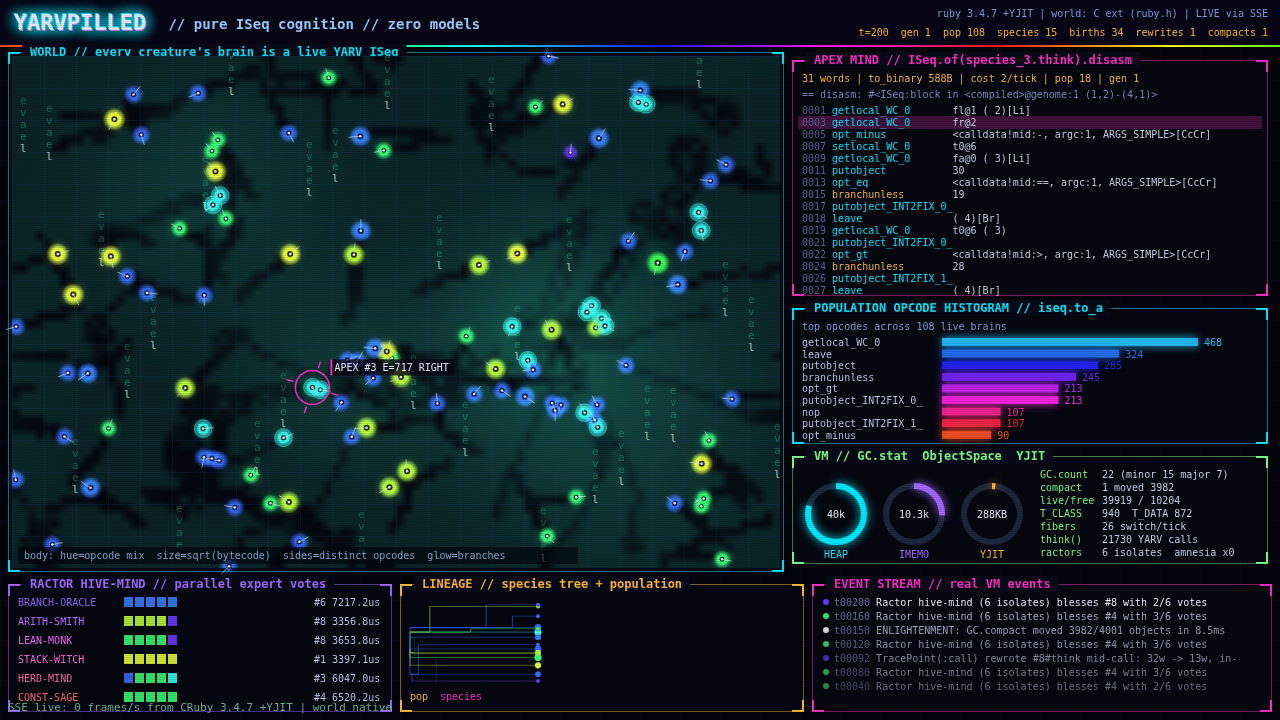 YARVPILLED // pure ISeq cognition // zero models
ruby 3.4.7 +YJIT | world: C ext (ruby.h) | LIVE via SSE
t=200 gen 1 pop 108 species 15 births 34 rewrites 1 compacts 1
WORLD // every creature's brain is a live YARV ISeq
APEX #3 E=717 RIGHT
body: hue=opcode mix size=sqrt(bytecode) sides=distinct opcodes glow=branches
APEX MIND // ISeq.of(species_3.think).disasm
31 words | to_binary 588B | cost 2/tick | pop 18 | gen 1
== disasm: #<ISeq:block in <compiled>@genome:1 (1,2)-(4,1)>
0001 getlocal_WC_0 fl@1 ( 2)[Li]
0003 getlocal_WC_0 fr@2
0005 opt_minus <calldata!mid:-, argc:1, ARGS_SIMPLE>[CcCr]
0007 setlocal_WC_0 t0@6
0009 getlocal_WC_0 fa@0 ( 3)[Li]
0011 putobject 30
0013 opt_eq <calldata!mid:==, argc:1, ARGS_SIMPLE>[CcCr]
0015 branchunless 19
0017 putobject_INT2FIX_0_
0018 leave ( 4)[Br]
0019 getlocal_WC_0 t0@6 ( 3)
0021 putobject_INT2FIX_0_
0022 opt_gt <calldata!mid:>, argc:1, ARGS_SIMPLE>[CcCr]
0024 branchunless 28
0026 putobject_INT2FIX_1_
0027 leave ( 4)[Br]
POPULATION OPCODE HISTOGRAM // iseq.to_a
top opcodes across 108 live brains
getlocal_WC_0 468
leave 324
putobject 285
branchunless 245
opt_gt 213
putobject_INT2FIX_0_ 213
nop 107
putobject_INT2FIX_1_ 107
opt_minus 90
VM // GC.stat ObjectSpace YJIT
40k HEAP
10.3k IMEMO
288KB YJIT
GC.count 22 (minor 15 major 7)
compact 1 moved 3982
live/free 39919 / 10204
T_CLASS 940 T_DATA 872
fibers 26 switch/tick
think() 21730 YARV calls
ractors 6 isolates amnesia x0
RACTOR HIVE-MIND // parallel expert votes
BRANCH-ORACLE #6 7217.2us
ARITH-SMITH #8 3356.8us
LEAN-MONK #8 3653.8us
STACK-WITCH #1 3397.1us
HERD-MIND #3 6047.0us
CONST-SAGE #4 6520.2us
SSE live: 0 frames/s from CRuby 3.4.7 +YJIT | world native
LINEAGE // species tree + population
pop species
EVENT STREAM // real VM events
t00200 Ractor hive-mind (6 isolates) blesses #8 with 2/6 votes
t00160 Ractor hive-mind (6 isolates) blesses #4 with 3/6 votes
t00150 ENLIGHTENMENT: GC.compact moved 3982/4001 objects in 8.5ms
t00120 Ractor hive-mind (6 isolates) blesses #4 with 3/6 votes
t00092 TracePoint(:call) rewrote #8#think mid-call: 32w -> 13w, in-
t00080 Ractor hive-mind (6 isolates) blesses #4 with 3/6 votes
t00040 Ractor hive-mind (6 isolates) blesses #4 with 2/6 votes